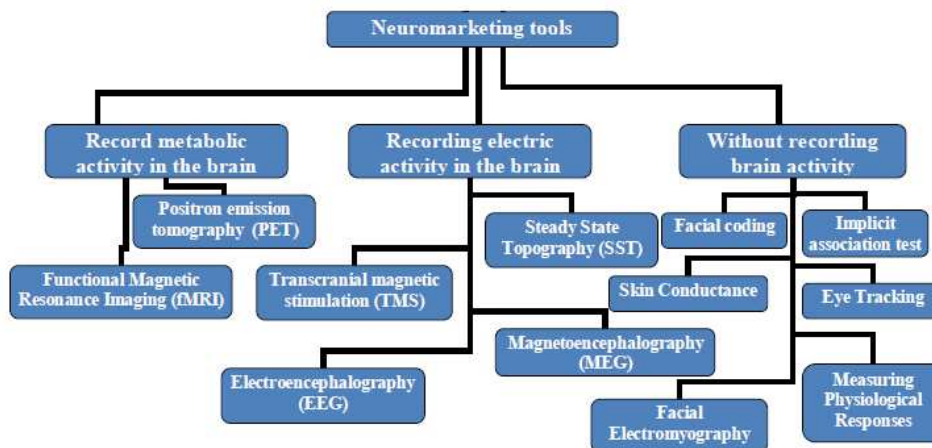 Neuromarketing tools
Record metabolic
activity in the brain
Recording electric
activity in the brain
Without recording
brain activity
Positron emission
tomography (PET)
Functional Magnetic
Resonance Imaging (fMRI)
Steady State
Topography (SST)
Transcranial magnetic
stimulation (TMS)
Magnetoencephalography
(MEG)
Electroencephalography
(EEG)
Facial coding
Implicit
association test
Skin Conductance
Eye Tracking
Measuring
Physiological
Responses
Facial
Electromyography